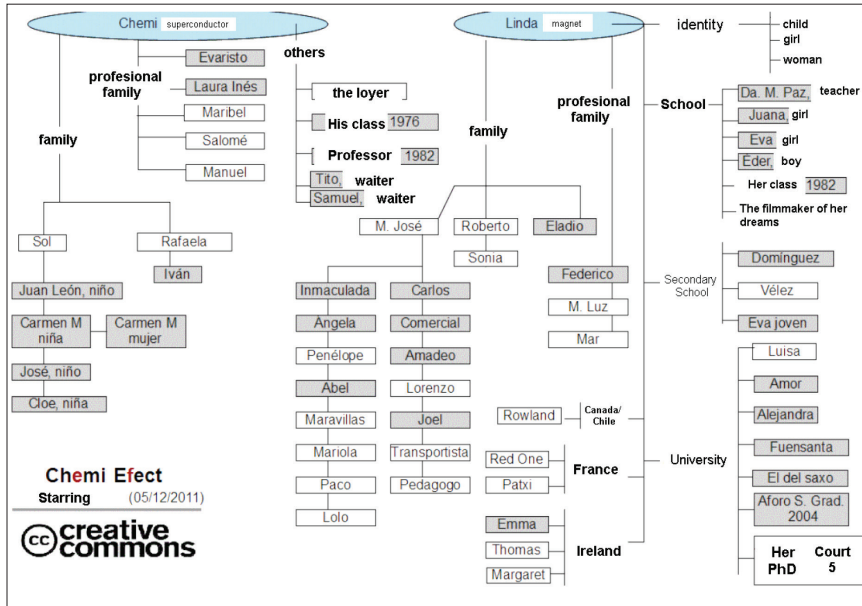 Chemi superconductor
family
profesional
family
Evaristo
Laura Inés
Maribel
Salomé
Manuel
others
the loyer
His class 1976
Professor 1982
Tito, waiter
Samuel, waiter
Sol
Rafaela
Iván
Juan León, niño
Carmen M
niña
Carmen M
mujer
José, niño
Cloe, niña
Linda magnet
family
profesional
family
M. José
Roberto
Sonia
Eladio
Inmaculada
Angela
Penélope
Abel
Maravillas
Mariola
Paco
Lolo
Carlos
Comercial
Amadeo
Lorenzo
Joel
Transportista
Pedagogo
Federico
M. Luz
Mar
identity
child
girl
woman
School
Da. M. Paz, teacher
Juana, girl
Eva girl
Éder, boy
Her class 1982
The filmmaker of her
dreams
Secondary
School
Domínguez
Vélez
Eva joven
University
Luisa
Amor
Alejandra
Fuensanta
El del saxo
Aforo S. Grad.
2004
Her Court
PhD 5
Rowland
Canada/
Chile
Red One
Patxi
France
Emma
Thomas
Margaret
Ireland
Chemi Efect
Starring (05/12/2011)
cc creative
commons